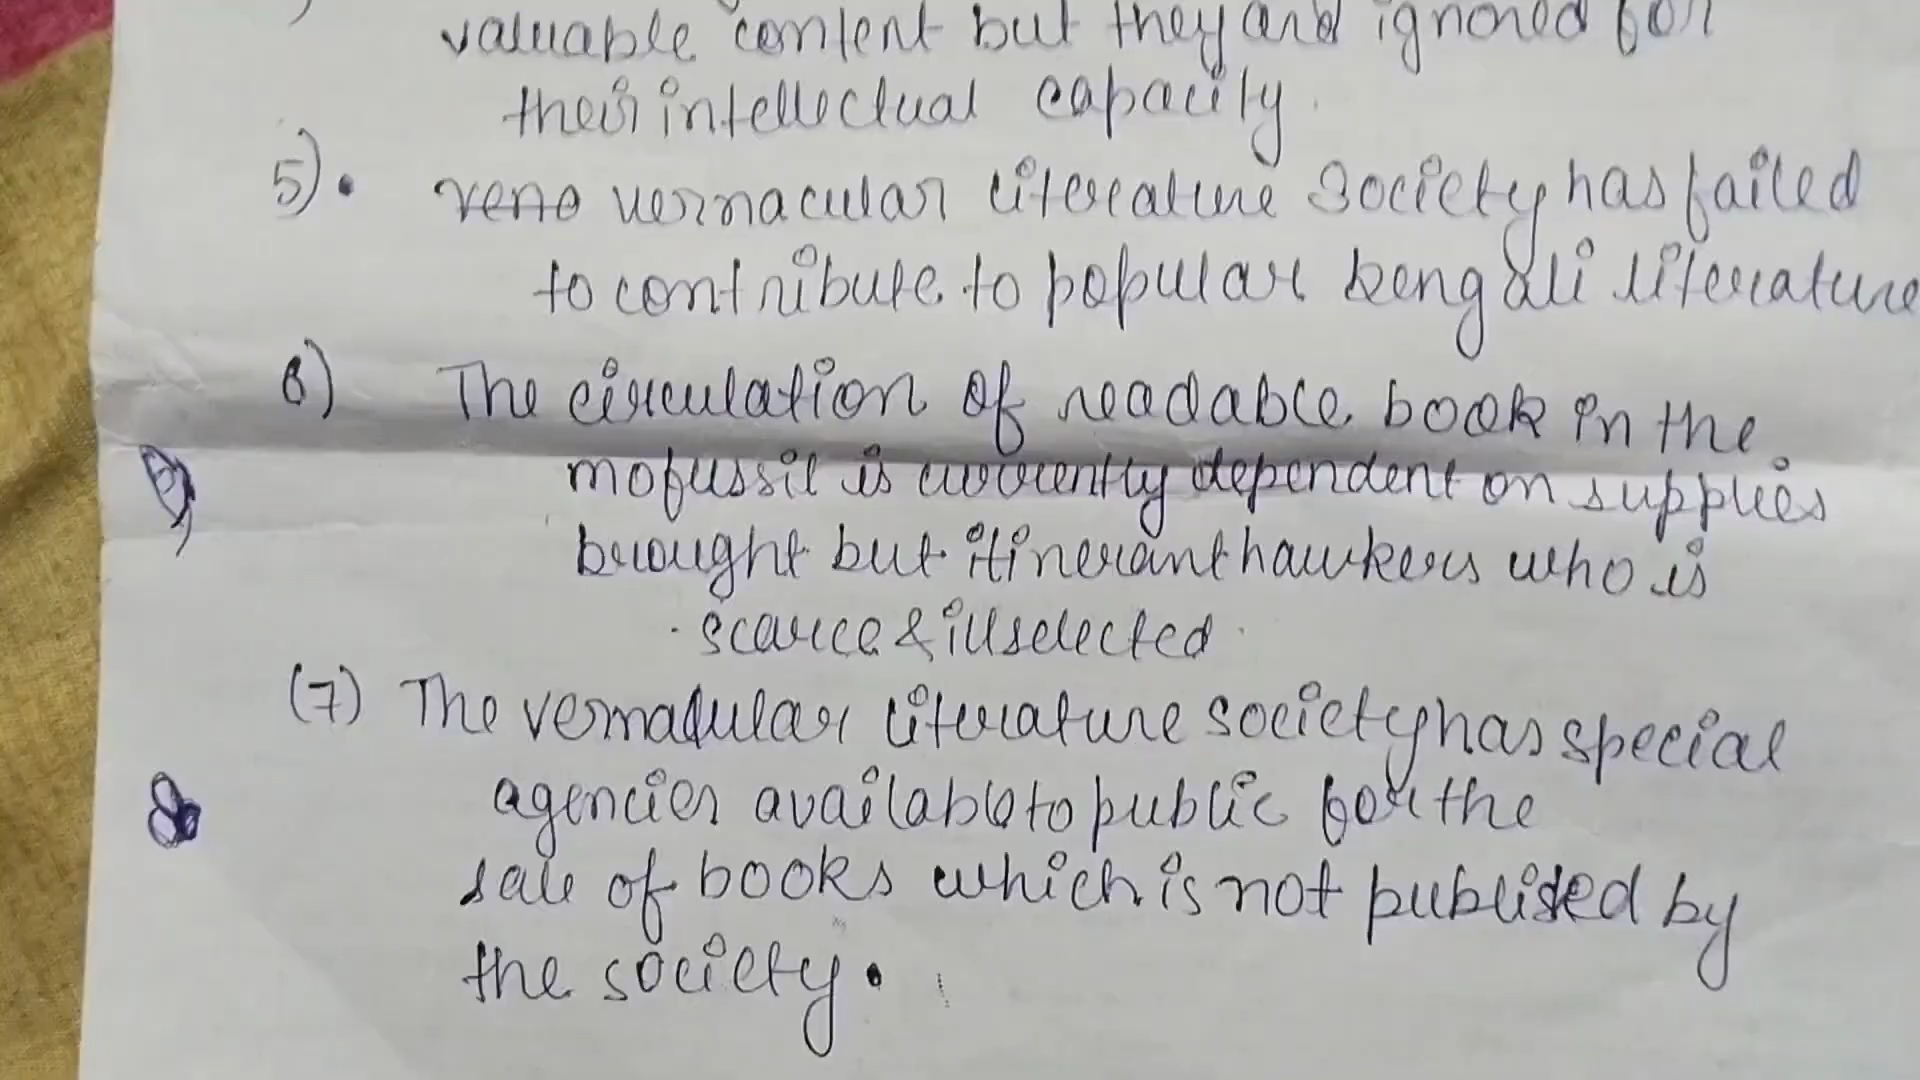 valuable content but they are ignored for
their intellectual capacity.
5). vena vernacular literature Society has failed
to contribute to popular bengali literature
6) The circulation of readable book in the
mofussil is currently dependent on supplies
brought but itinerant hawkers who is
scarce & illselected.
(7) The vernacular literature society has special
agencies available to public for the
sale of books which is not publised by
the society.